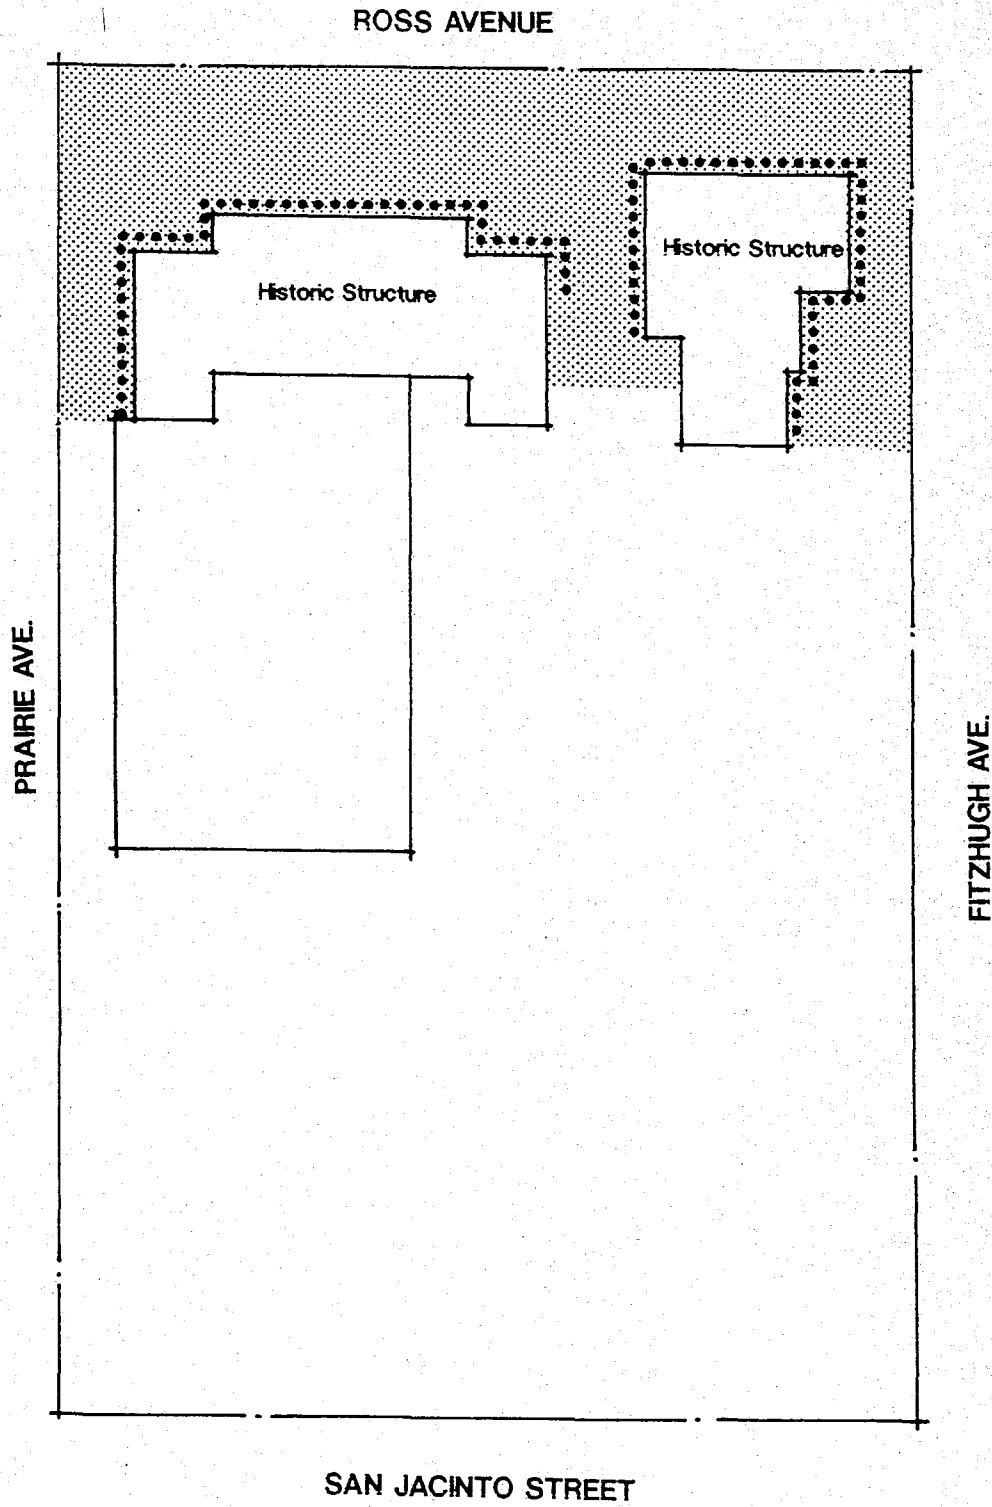 ROSS AVENUE
Historic Structure
Historic Structure
PRAIRIE AVE.
FITZHUGH AVE.
SAN JACINTO STREET